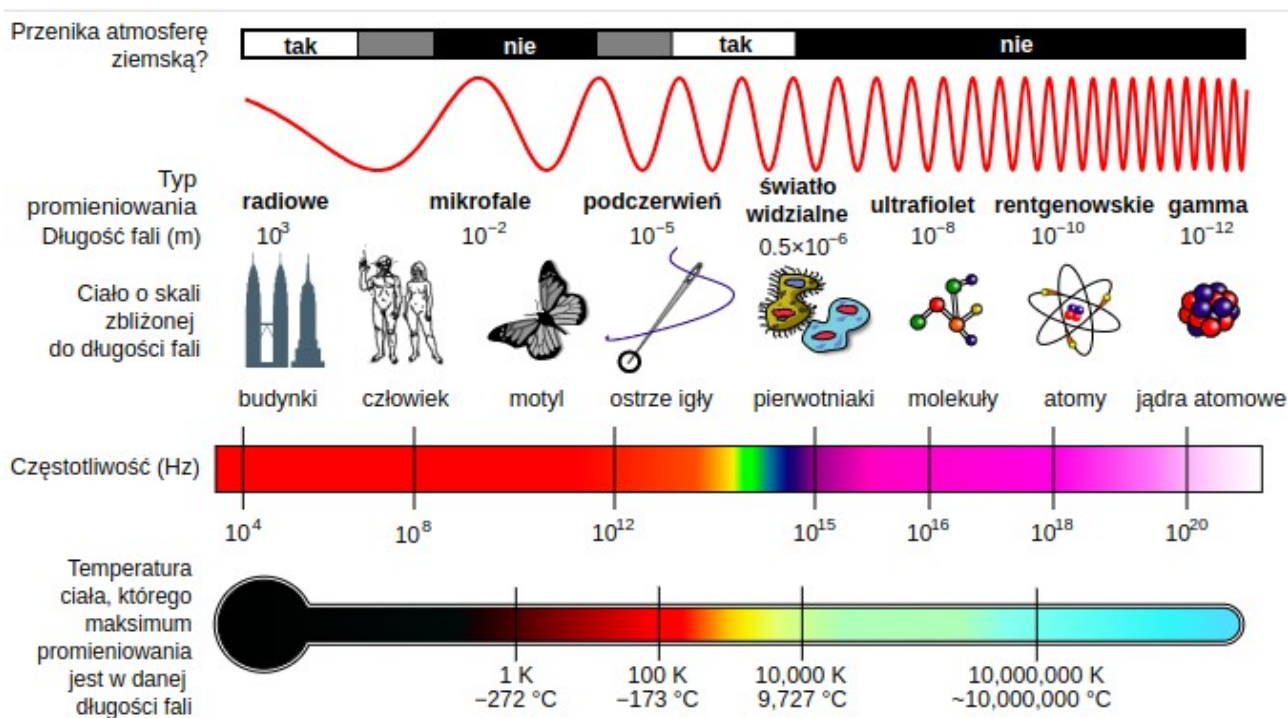 Przenika atmosferę
ziemską?
tak nie tak nie
Typ
promieniowania
radiowe mikrofale podczerwień światło
widzialne ultrafiolet rentgenowskie gamma
Długość fali (m)
10³ 10⁻² 10⁻⁵ 0.5×10⁻⁶ 10⁻⁸ 10⁻¹⁰ 10⁻¹²
Ciało o skali
zbliżonej
do długości fali
budynki człowiek motyl ostrze igły pierwotniaki molekuły atomy jądra atomowe
Częstotliwość (Hz)
10⁴ 10⁸ 10¹² 10¹⁵ 10¹⁶ 10¹⁸ 10²⁰
Temperatura
ciała, którego
maksimum
promieniowania
jest w danej
długości fali
1 K 100 K 10,000 K 10,000,000 K
−272 °C −173 °C 9,727 °C ~10,000,000 °C